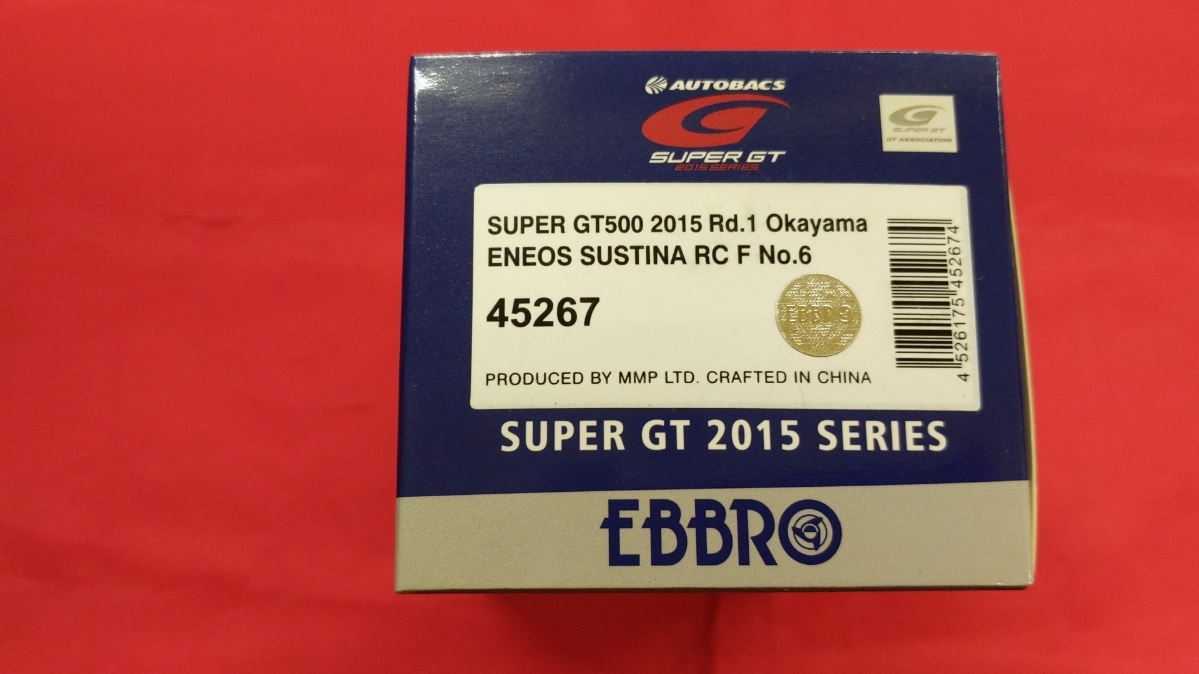 AUTOBACS
SUPER GT
2015 SERIES
SUPER GT
GT ASSOCIATION
SUPER GT500 2015 Rd.1 Okayama
ENEOS SUSTINA RC F No.6
45267
EBBRO
PRODUCED BY MMP LTD. CRAFTED IN CHINA
4 526175 452674
SUPER GT 2015 SERIES
EBBRO